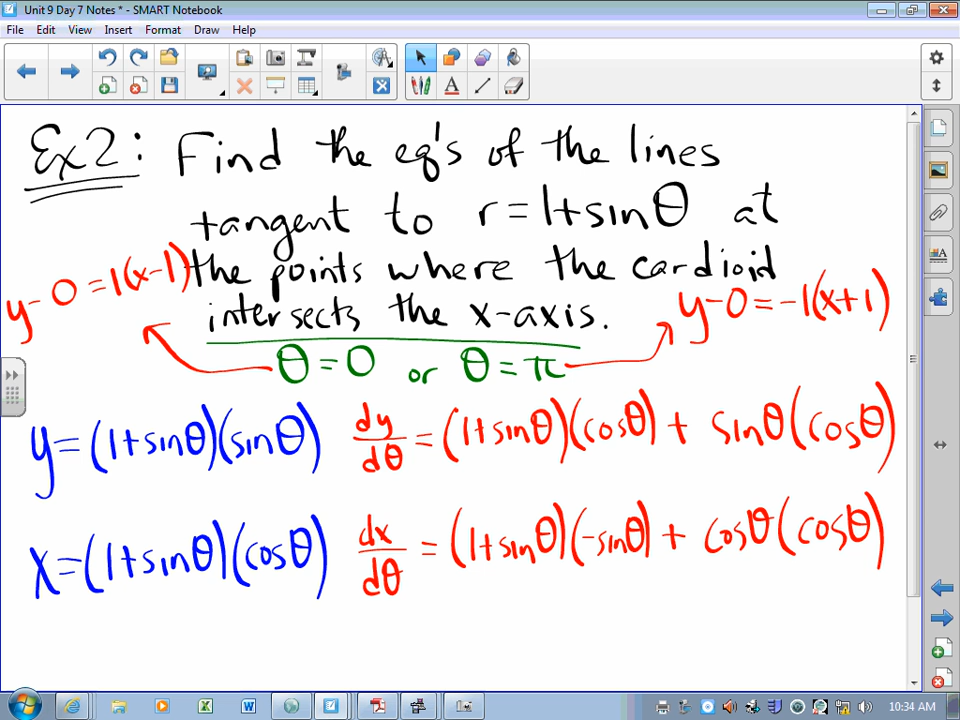 Unit 9 Day 7 Notes * - SMART Notebook
File Edit View Insert Format Draw Help
Ex2: Find the eq's of the lines
tangent to r = 1+sinθ at
the points where the cardioid
intersects the x-axis.
y-0=1(x-1)
y-0=-1(x+1)
θ=0 or θ=π
y=(1+sinθ)(sinθ) dy/dθ = (1+sinθ)(cosθ) + sinθ(cosθ)
x=(1+sinθ)(cosθ) dx/dθ = (1+sinθ)(-sinθ) + cosθ(cosθ)
10:34 AM